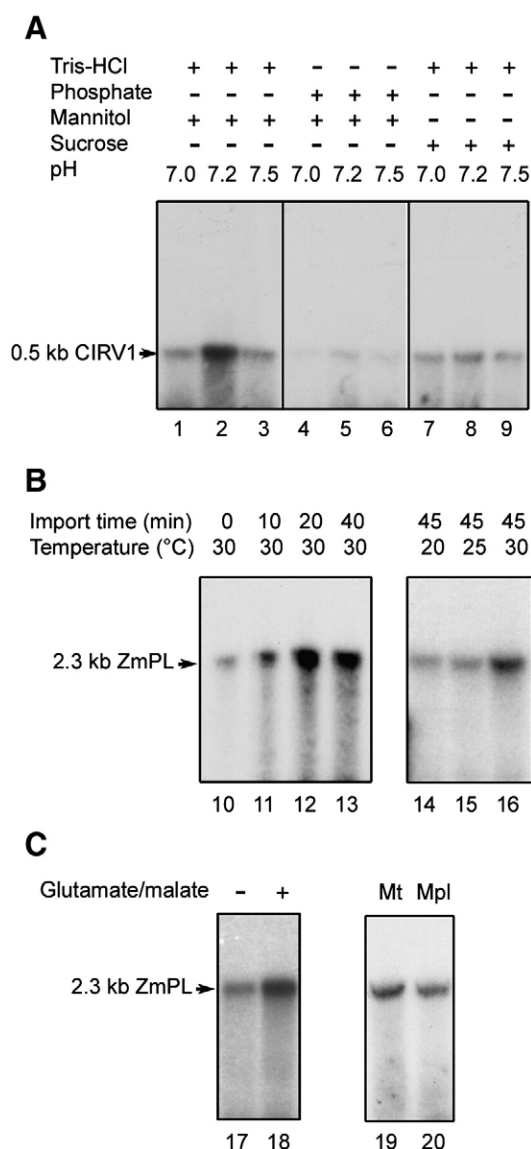 A
Tris-HCl + + + - - - + + +
Phosphate - - - + + + - - -
Mannitol + + + + + + - - -
Sucrose - - - - - - + + +
pH 7.0 7.2 7.5 7.0 7.2 7.5 7.0 7.2 7.5
0.5 kb CIRV1
1 2 3 4 5 6 7 8 9
B
Import time (min) 0 10 20 40 45 45 45
Temperature (°C) 30 30 30 30 20 25 30
2.3 kb ZmPL
10 11 12 13 14 15 16
C
Glutamate/malate - + Mt Mpl
2.3 kb ZmPL
17 18 19 20